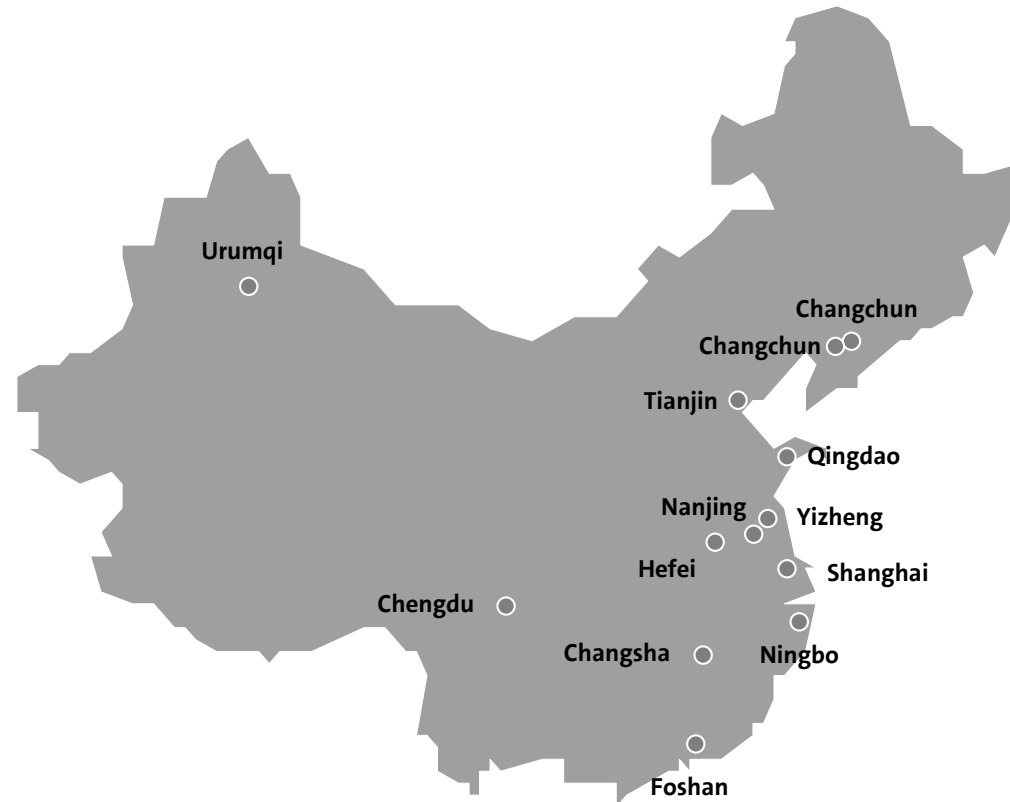 Urumqi
Changchun
Changchun
Tianjin
Qingdao
Nanjing
Yizheng
Hefei
Shanghai
Chengdu
Changsha
Ningbo
Foshan